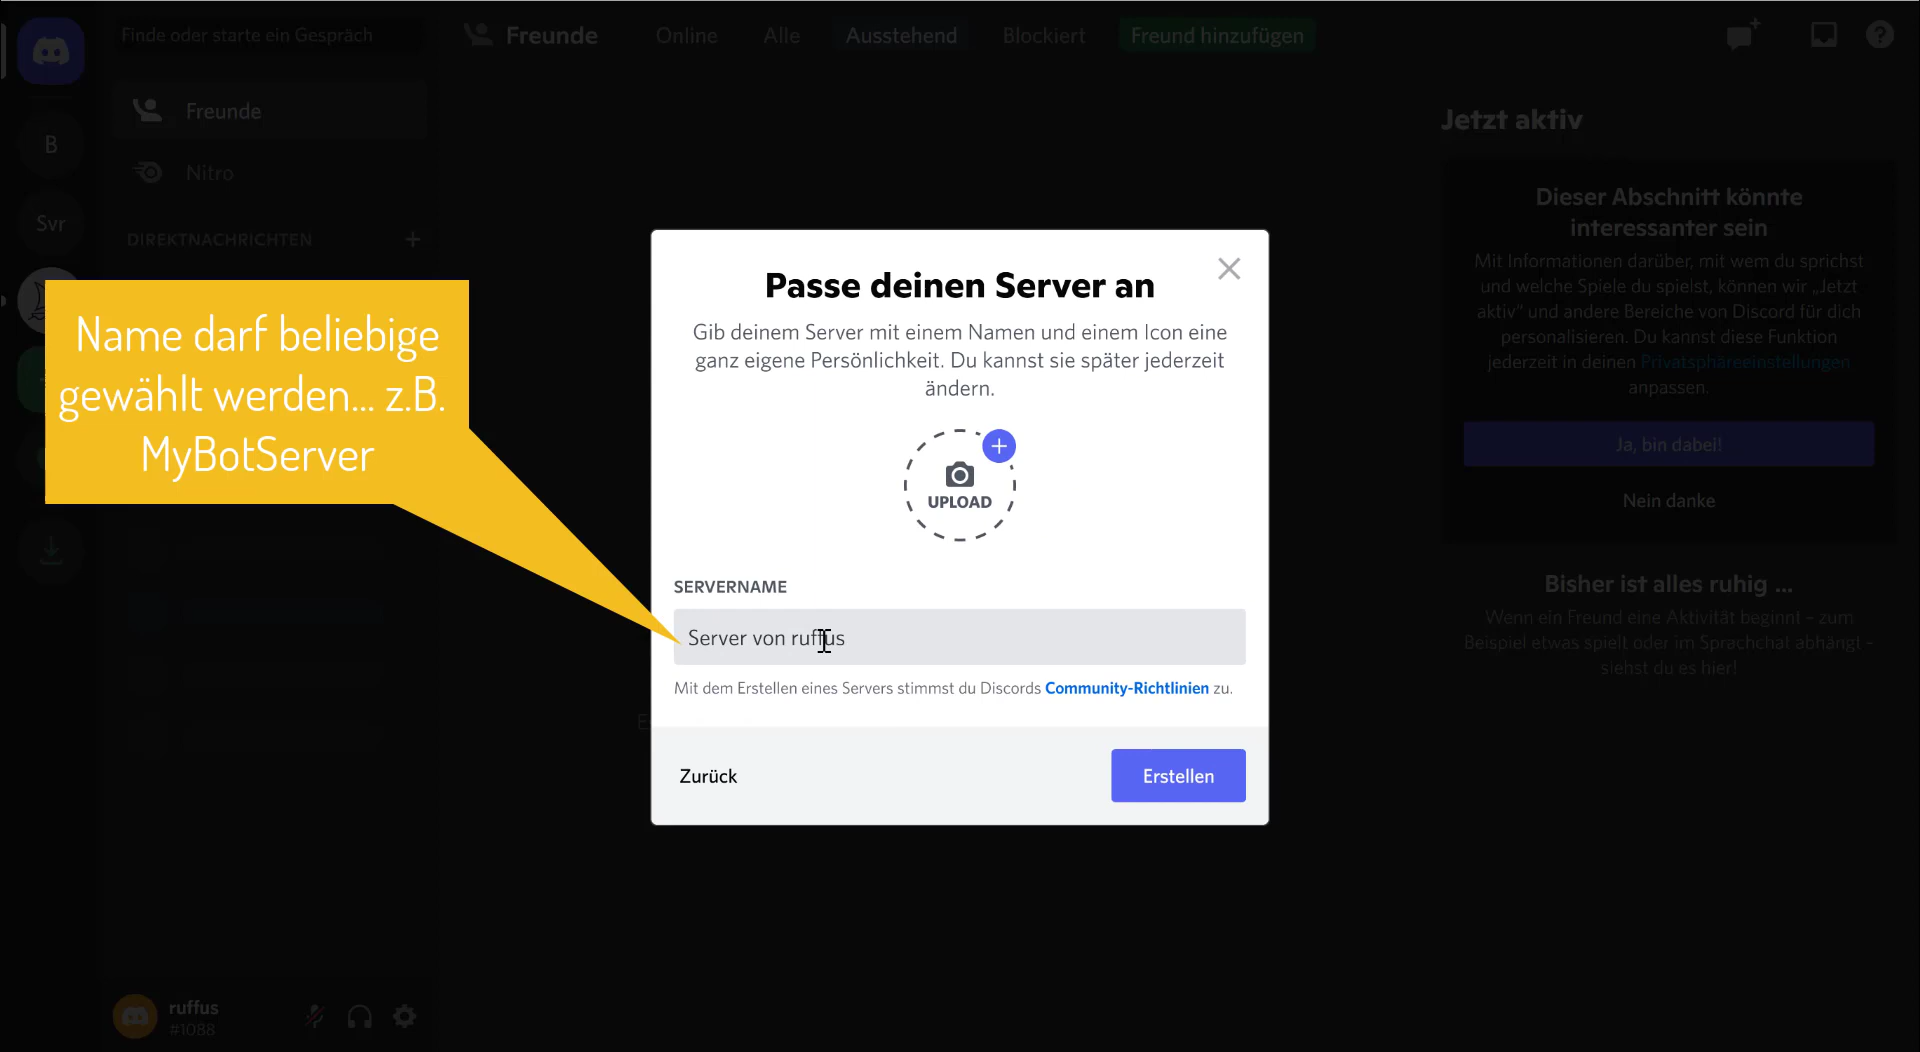 Finde oder starte ein Gespräch
Freunde
Online
Alle
Ausstehend
Blockiert
Freund hinzufügen
Freunde
B
Nitro
Svr
DIREKTNACHRICHTEN
Jetzt aktiv
Dieser Abschnitt könnte
interessanter sein
Mit Informationen darüber, mit wem du sprichst
und welche Spiele du spielst, können wir „Jetzt
aktiv" und andere Bereiche von Discord für dich
personalisieren. Du kannst diese Funktion
jederzeit in deinen Privatsphäreeinstellungen
anpassen.
Ja, bin dabei!
Nein danke
Bisher ist alles ruhig ...
Wenn ein Freund eine Aktivität beginnt – zum
Beispiel etwas spielt oder im Sprachchat abhängt –
siehst du es hier!
Name darf beliebige
gewählt werden... z.B.
MyBotServer
Passe deinen Server an
Gib deinem Server mit einem Namen und einem Icon eine
ganz eigene Persönlichkeit. Du kannst sie später jederzeit
ändern.
UPLOAD
SERVERNAME
Server von ruffus
Mit dem Erstellen eines Servers stimmst du Discords Community-Richtlinien zu.
Zurück
Erstellen
ruffus
#1088